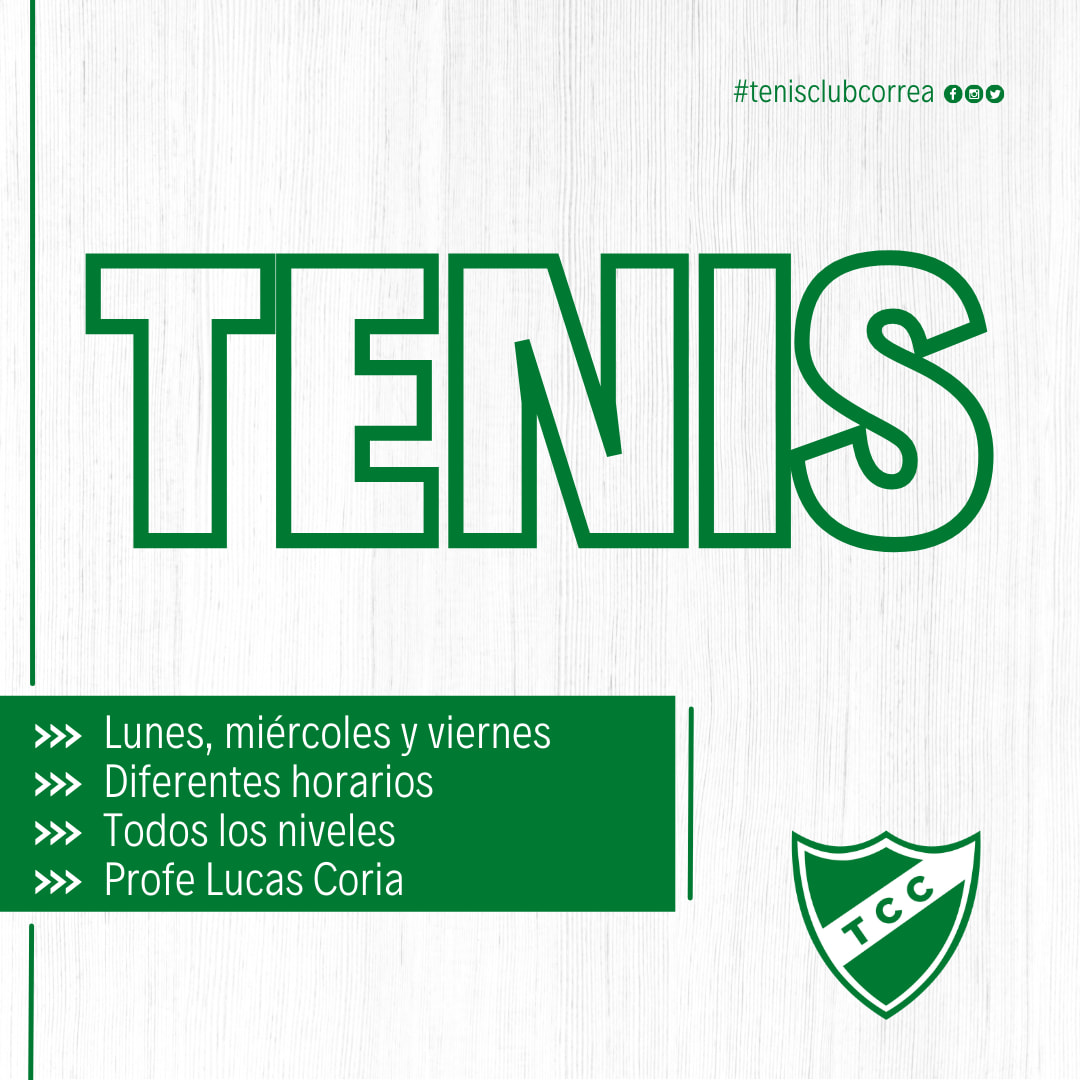 #tenisclubcorrea
TENIS
>>> Lunes, miércoles y viernes
>>> Diferentes horarios
>>> Todos los niveles
>>> Profe Lucas Coria
TCC